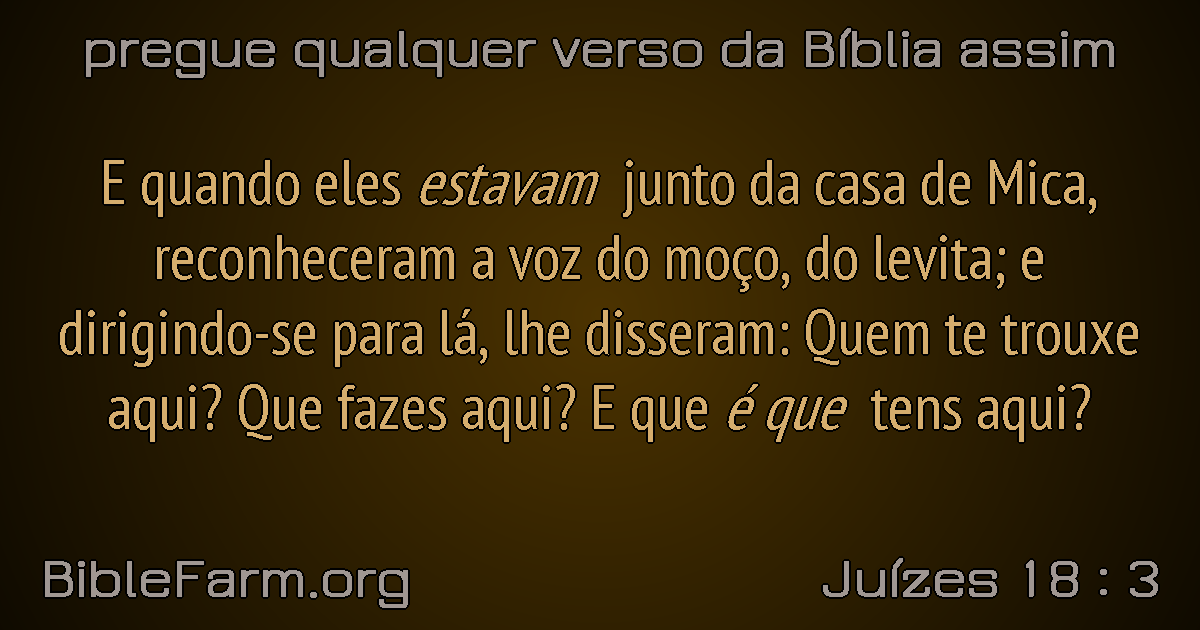 pregue qualquer verso da Bíblia assim
E quando eles estavam junto da casa de Mica,
reconheceram a voz do moço, do levita; e
dirigindo-se para lá, lhe disseram: Quem te trouxe
aqui? Que fazes aqui? E que é que tens aqui?
BibleFarm.org
Juízes 18 : 3